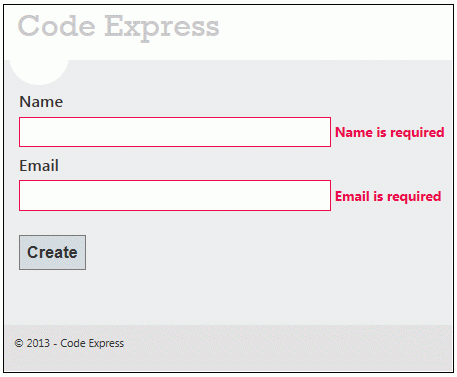 Code Express
Name
Name is required
Email
Email is required
Create
© 2013 - Code Express